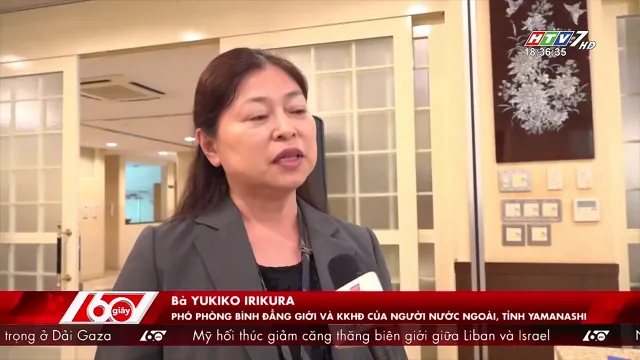 HTV7 HD
18:36:35
60 giây
Bà YUKIKO IRIKURA
PHÓ PHÒNG BÌNH ĐẲNG GIỚI VÀ KKHĐ CỦA NGƯỜI NƯỚC NGOÀI, TỈNH YAMANASHI
trọng ở Dải Gaza 60 Mỹ hối thúc giảm căng thẳng biên giới giữa Liban và Israel 60